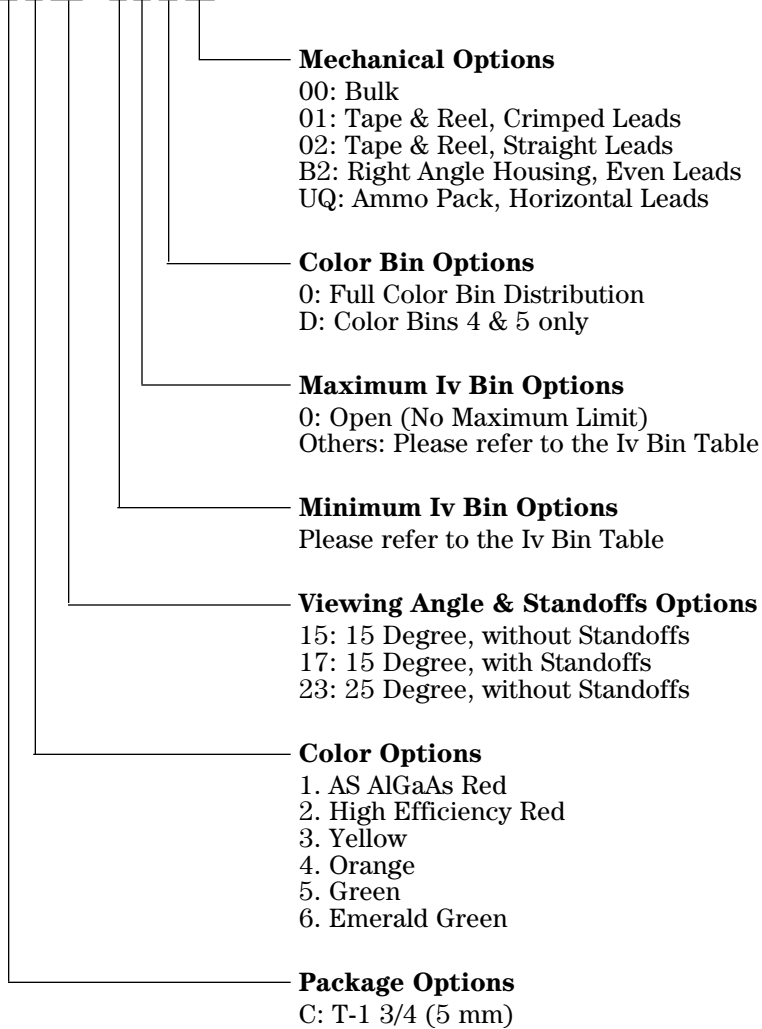 Mechanical Options
00: Bulk
01: Tape & Reel, Crimped Leads
02: Tape & Reel, Straight Leads
B2: Right Angle Housing, Even Leads
UQ: Ammo Pack, Horizontal Leads
Color Bin Options
0: Full Color Bin Distribution
D: Color Bins 4 & 5 only
Maximum Iv Bin Options
0: Open (No Maximum Limit)
Others: Please refer to the Iv Bin Table
Minimum Iv Bin Options
Please refer to the Iv Bin Table
Viewing Angle & Standoffs Options
15: 15 Degree, without Standoffs
17: 15 Degree, with Standoffs
23: 25 Degree, without Standoffs
Color Options
1. AS AlGaAs Red
2. High Efficiency Red
3. Yellow
4. Orange
5. Green
6. Emerald Green
Package Options
C: T-1 3/4 (5 mm)